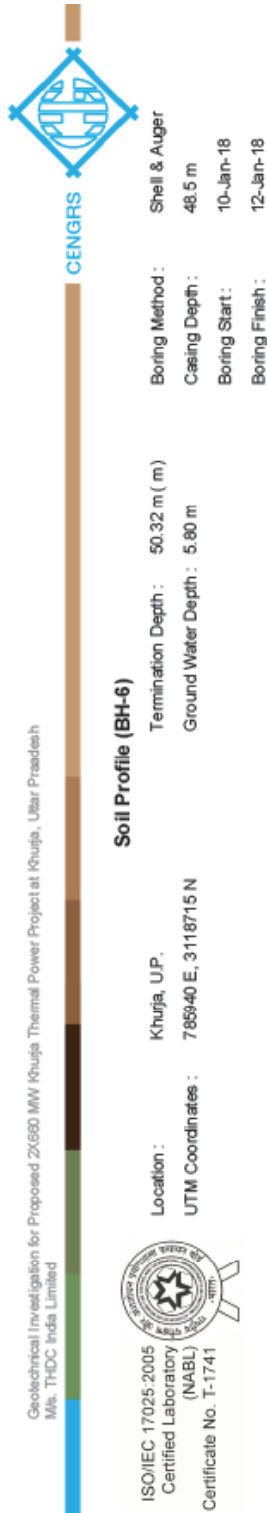 Geotechnical Investigation for Proposed 2X660 MW Khurja Thermal Power Project at Khurja, Uttar Praadesh
M/s. THDC India Limited
CENGRS
Soil Profile (BH-6)
ISO/IEC 17025:2005
Certified Laboratory
(NABL)
Certificate No. T-1741
Location : Khurja, U.P.
UTM Coordinates : 785940 E, 3118715 N
Termination Depth : 50.32 m ( m)
Ground Water Depth : 5.80 m
Boring Method : Shell & Auger
Casing Depth : 48.5 m
Boring Start : 10-Jan-18
Boring Finish : 12-Jan-18